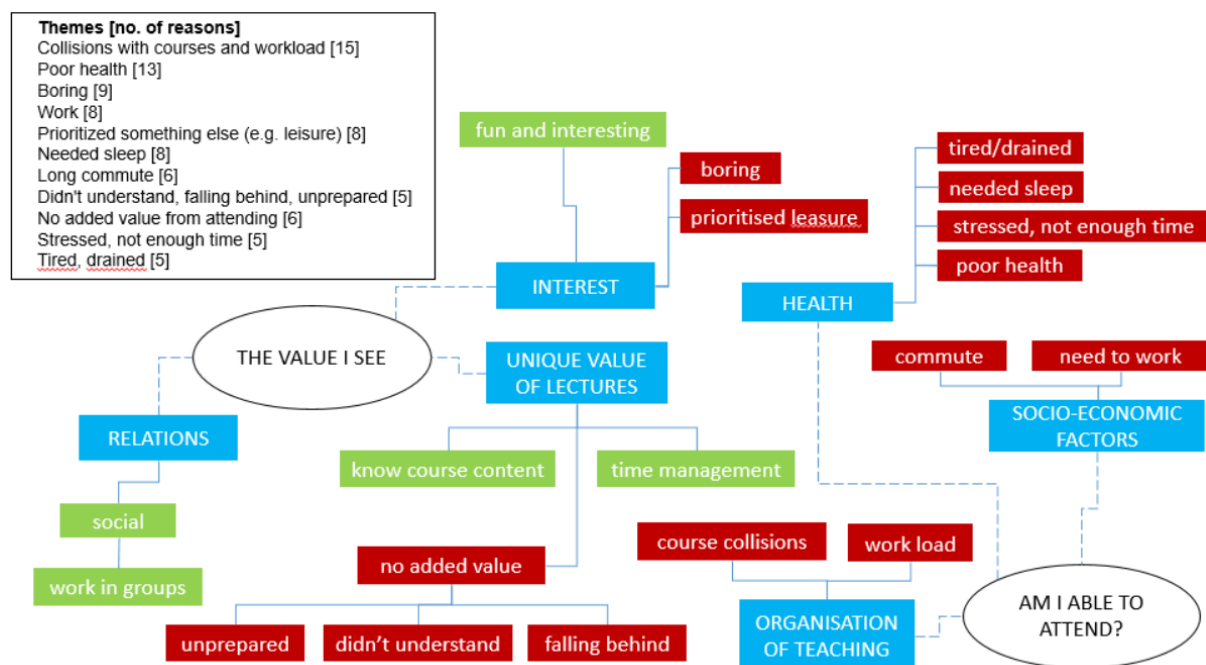 Themes [no. of reasons]
Collisions with courses and workload [15]
Poor health [13]
Boring [9]
Work [8]
Prioritized something else (e.g. leisure) [8]
Needed sleep [8]
Long commute [6]
Didn't understand, falling behind, unprepared [5]
No added value from attending [6]
Stressed, not enough time [5]
Tired, drained [5]
fun and interesting
boring
prioritised leasure
INTEREST
tired/drained
needed sleep
stressed, not enough time
poor health
HEALTH
THE VALUE I SEE
UNIQUE VALUE
OF LECTURES
commute
need to work
SOCIO-ECONOMIC
FACTORS
RELATIONS
know course content
time management
social
work in groups
no added value
unprepared
didn't understand
falling behind
course collisions
work load
ORGANISATION
OF TEACHING
AM I ABLE TO
ATTEND?